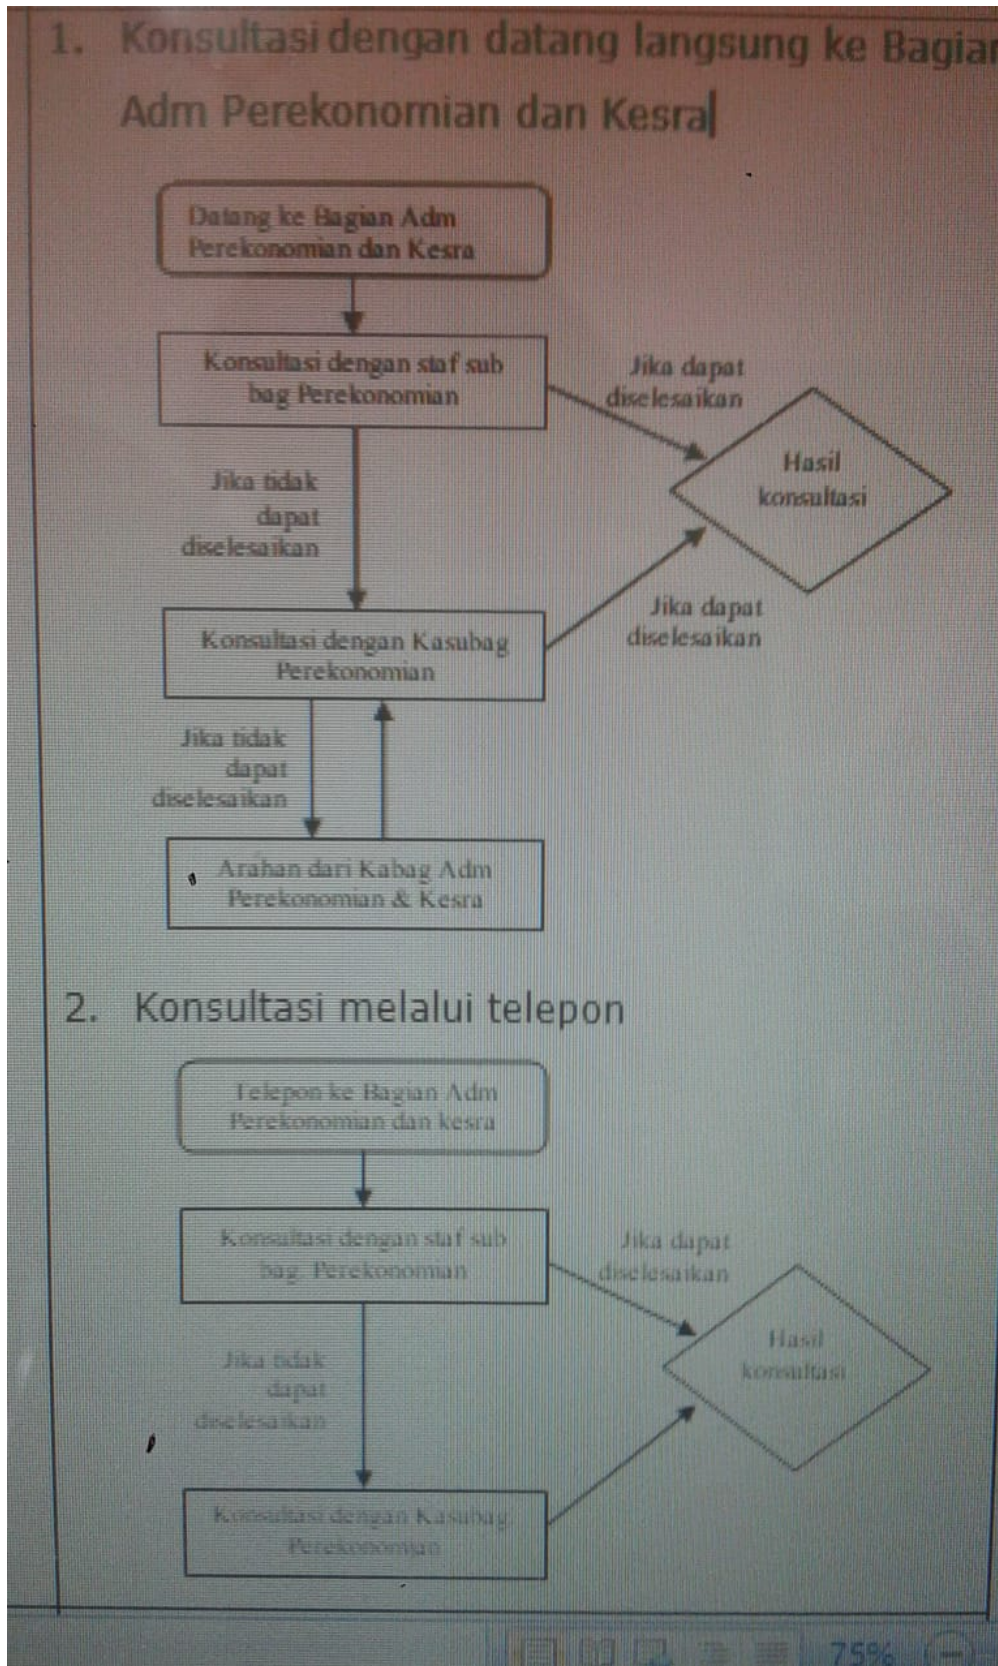 1. Konsultasi dengan datang langsung ke Bagian
Adm Perekonomian dan Kesra
Datang ke Bagian Adm
Perekonomian dan Kesra
Konsultasi dengan staf sub
bag Perekonomian
Jika dapat
diselesaikan
Hasil
konsultasi
Jika tidak
dapat
diselesaikan
Jika dapat
diselesaikan
Konsultasi dengan Kasubag
Perekonomian
Jika tidak
dapat
diselesaikan
Arahan dari Kabag Adm
Perekonomian & Kesra
2. Konsultasi melalui telepon
Telepon ke Bagian Adm
Perekonomian dan kesra
Konsultasi dengan staf sub
bag. Perekonomian
Jika dapat
diselesaikan
Hasil
konsultasi
Jika tidak
dapat
diselesaikan
Konsultasi dengan Kasubag
Perekonomian
75%